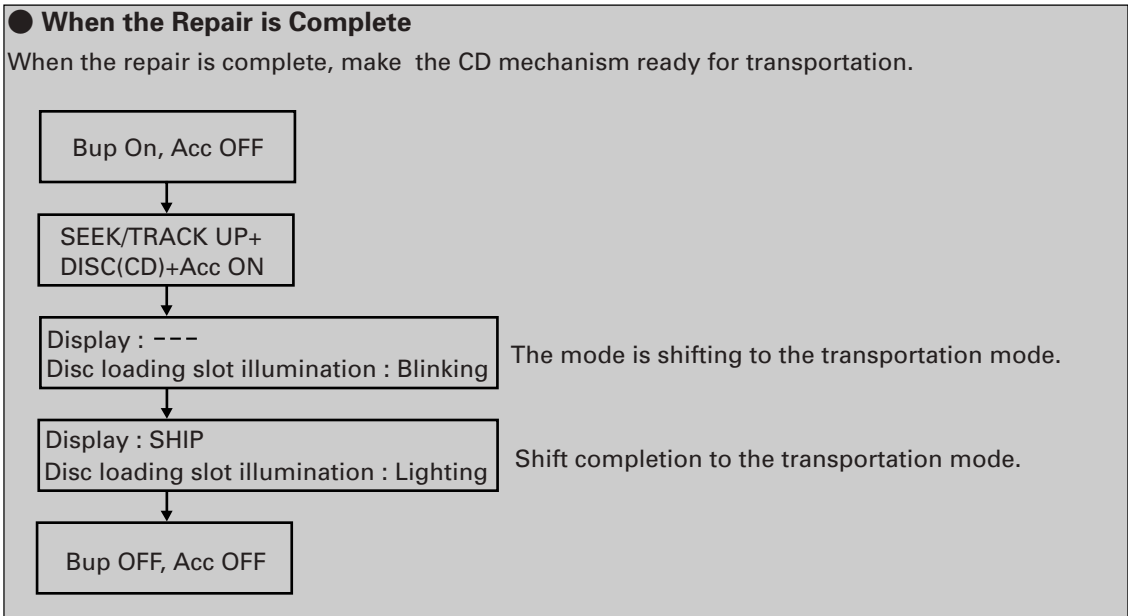 ● When the Repair is Complete
When the repair is complete, make the CD mechanism ready for transportation.
Bup On, Acc OFF
SEEK/TRACK UP+
DISC(CD)+Acc ON
Display : ---
Disc loading slot illumination : Blinking
The mode is shifting to the transportation mode.
Display : SHIP
Disc loading slot illumination : Lighting
Shift completion to the transportation mode.
Bup OFF, Acc OFF